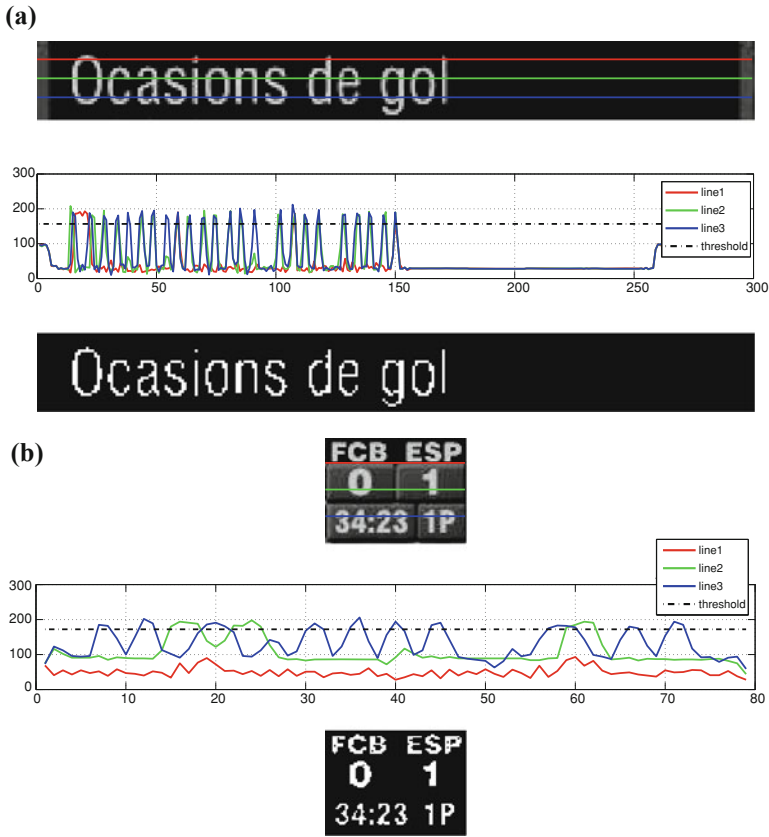 (a)
Ocasions de gol
300
200
100
0
0 50 100 150 200 250 300
line1
line2
line3
threshold
Ocasions de gol
(b)
FCB ESP
0 1
34:23 1P
line1
line2
line3
threshold
300
200
100
0
0 10 20 30 40 50 60 70 80
FCB ESP
0 1
34:23 1P